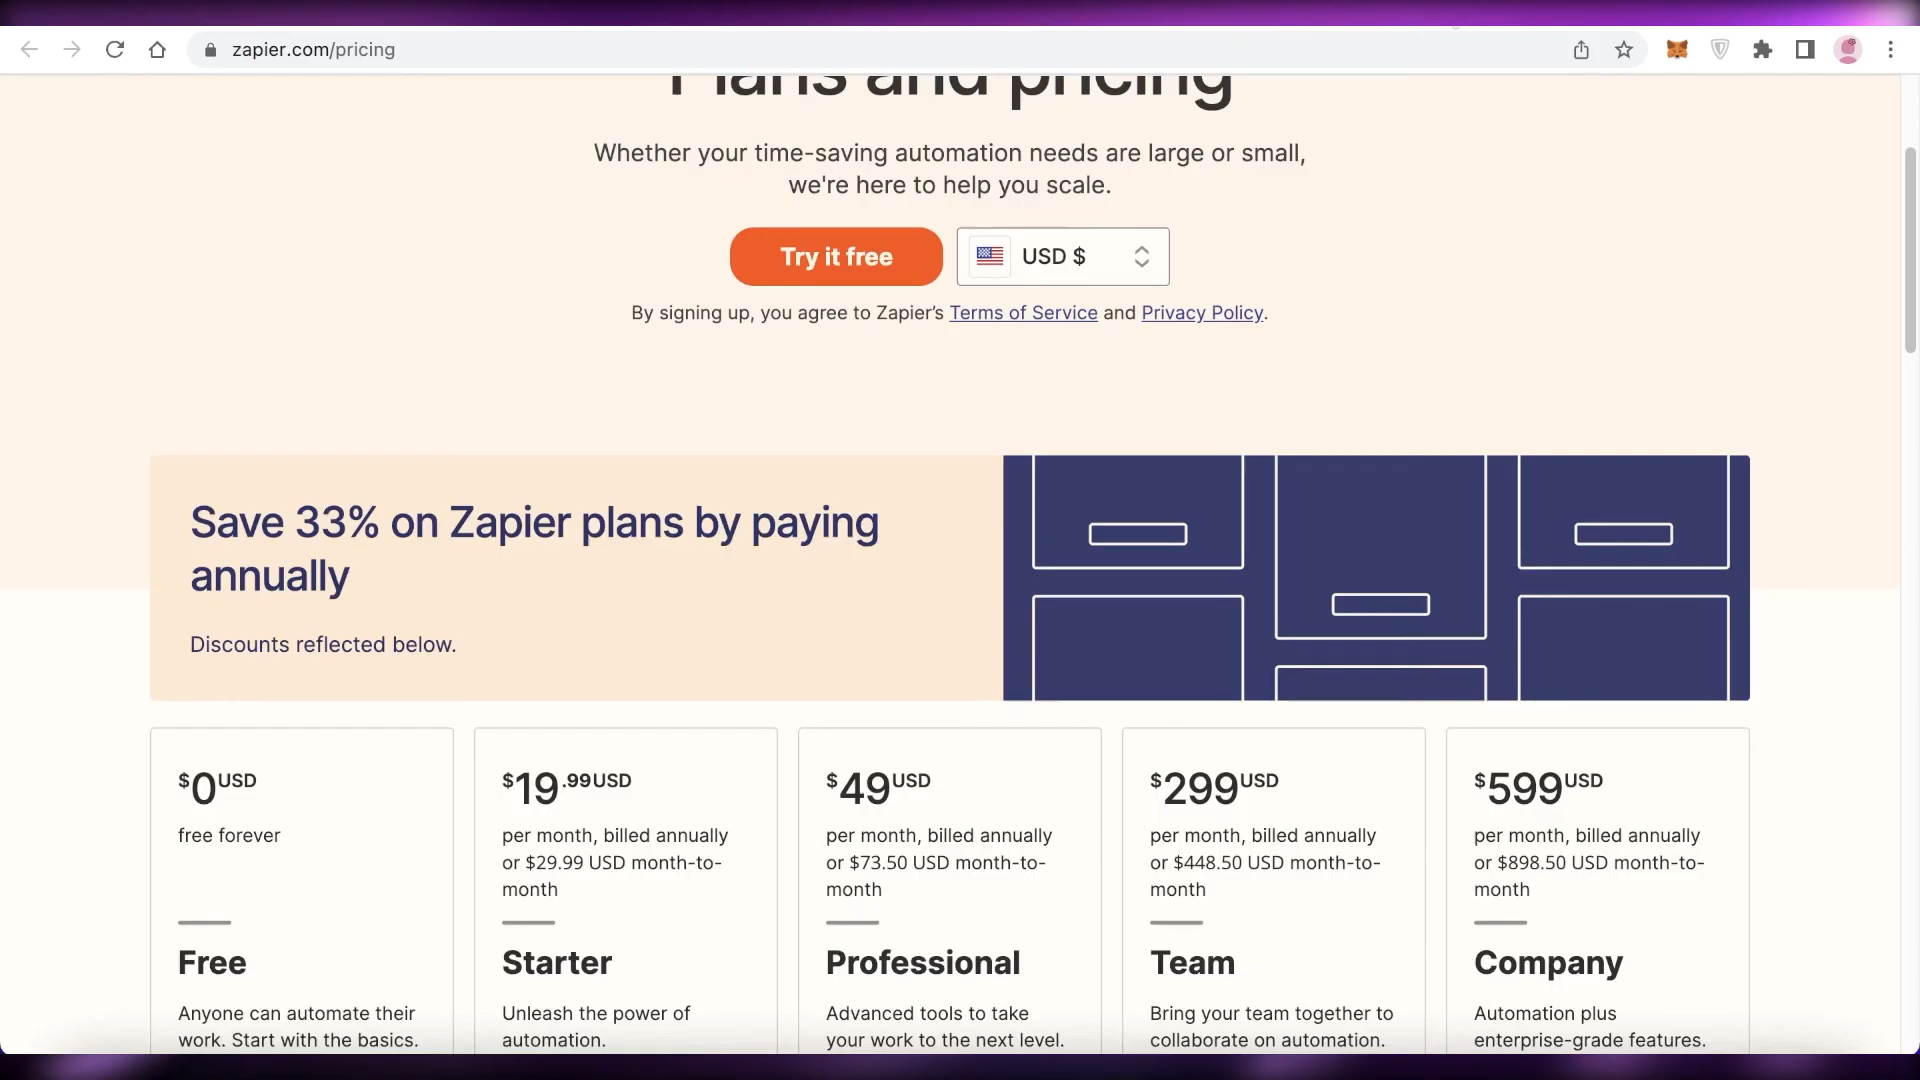 zapier.com/pricing
Plans and pricing
Whether your time-saving automation needs are large or small,
we're here to help you scale.
Try it free
USD $
By signing up, you agree to Zapier’s Terms of Service and Privacy Policy.
Save 33% on Zapier plans by paying
annually
Discounts reflected below.
$0USD
free forever
Free
Anyone can automate their
work. Start with the basics.
$19.99USD
per month, billed annually
or $29.99 USD month-to-
month
Starter
Unleash the power of
automation.
$49USD
per month, billed annually
or $73.50 USD month-to-
month
Professional
Advanced tools to take
your work to the next level.
$299USD
per month, billed annually
or $448.50 USD month-to-
month
Team
Bring your team together to
collaborate on automation.
$599USD
per month, billed annually
or $898.50 USD month-to-
month
Company
Automation plus
enterprise-grade features.